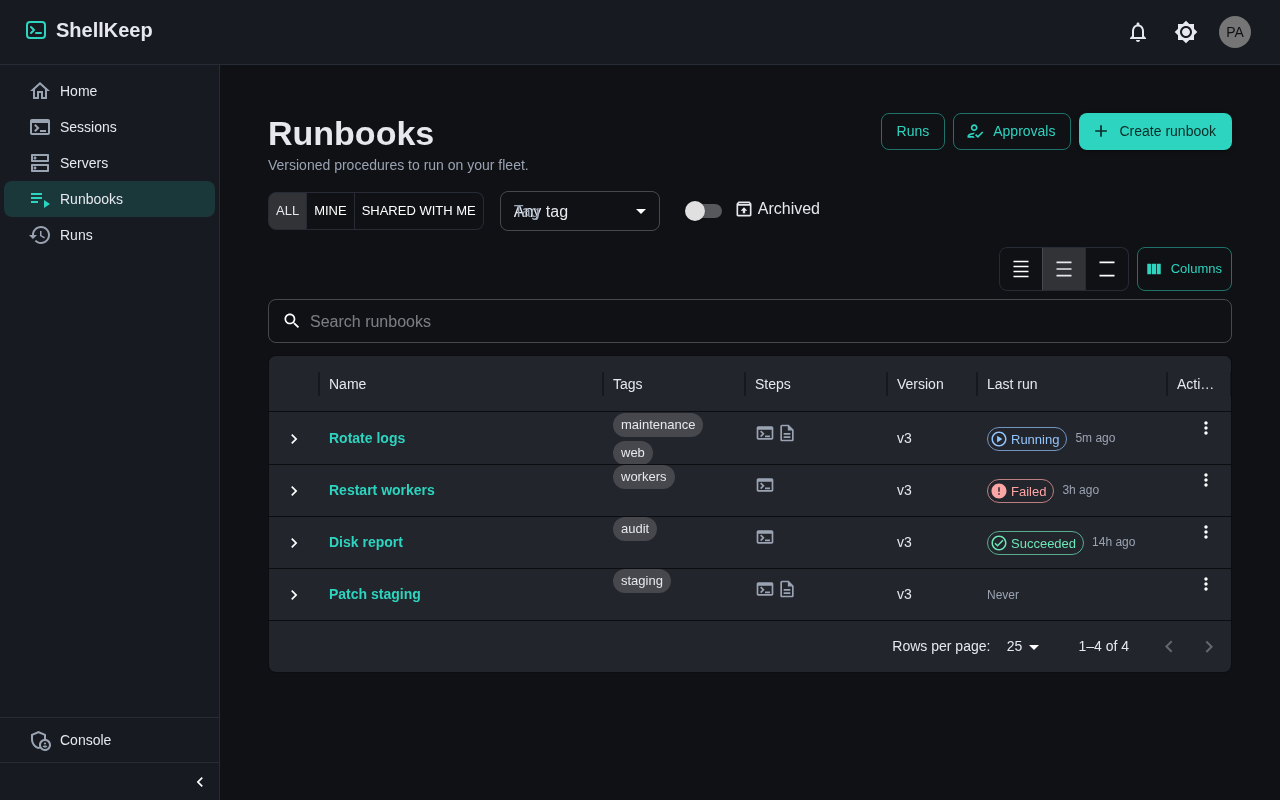 ShellKeep
PA
Home
Sessions
Servers
Runbooks
Runs
Console
Runbooks
Versioned procedures to run on your fleet.
Runs
Approvals
Create runbook
ALL
MINE
SHARED WITH ME
Tag
Any tag
Archived
Columns
Search runbooks
Name Tags Steps Version Last run Acti…
Rotate logs maintenance web v3 Running 5m ago
Restart workers workers v3 Failed 3h ago
Disk report audit v3 Succeeded 14h ago
Patch staging staging v3 Never
Rows per page: 25 1–4 of 4